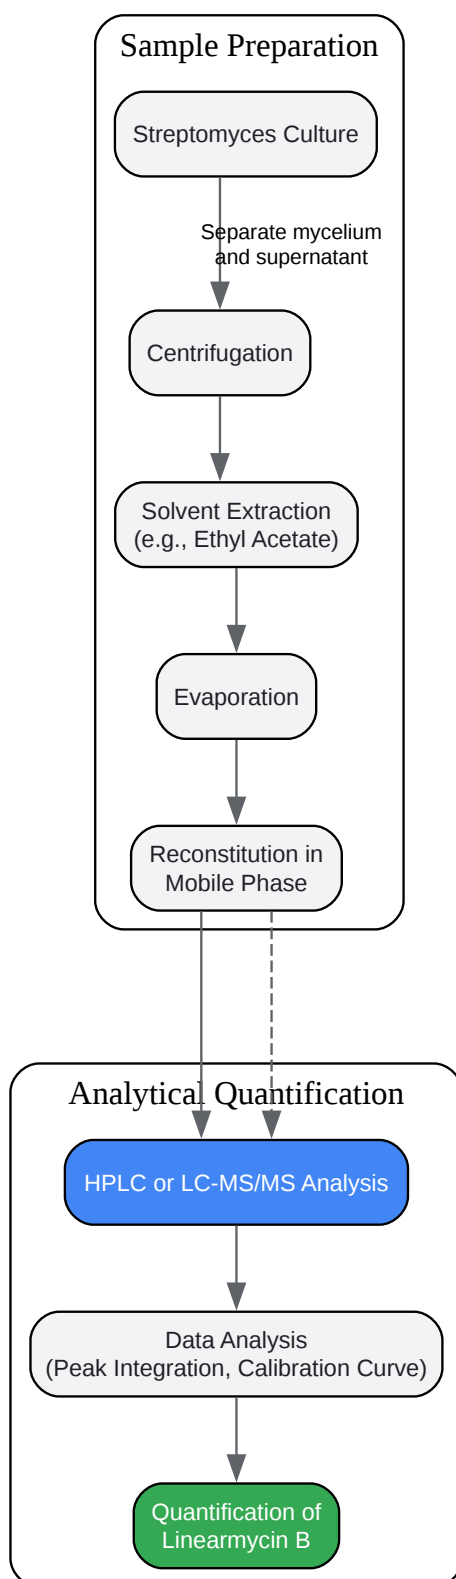 Sample Preparation
Streptomyces Culture
Separate mycelium
and supernatant
Centrifugation
Solvent Extraction
(e.g., Ethyl Acetate)
Evaporation
Reconstitution in
Mobile Phase
Analytical Quantification
HPLC or LC-MS/MS Analysis
Data Analysis
(Peak Integration, Calibration Curve)
Quantification of
Linearmycin B